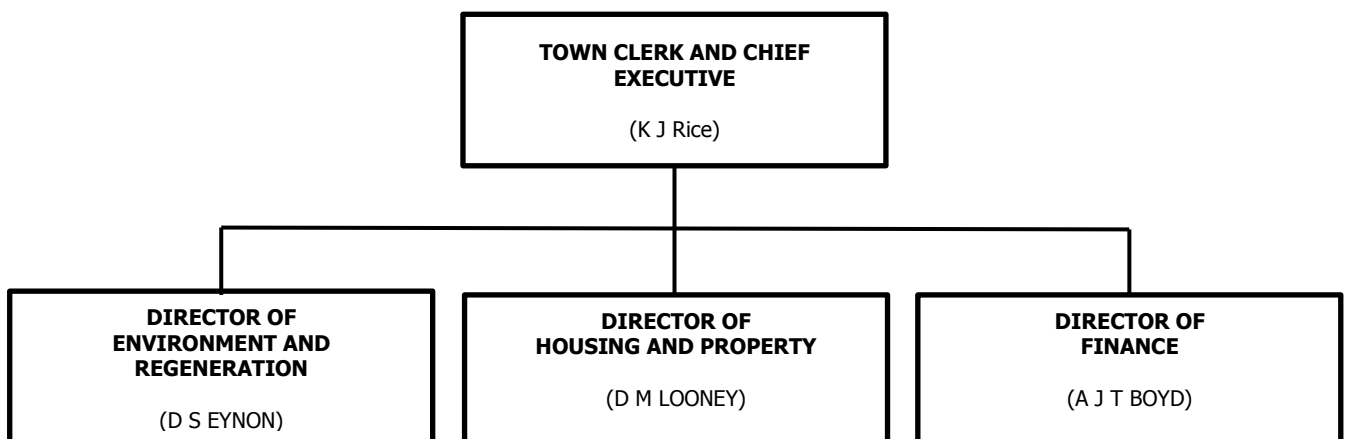 TOWN CLERK AND CHIEF
EXECUTIVE
(K J Rice)
DIRECTOR OF
ENVIRONMENT AND
REGENERATION
(D S EYNON)
DIRECTOR OF
HOUSING AND PROPERTY
(D M LOONEY)
DIRECTOR OF
FINANCE
(A J T BOYD)